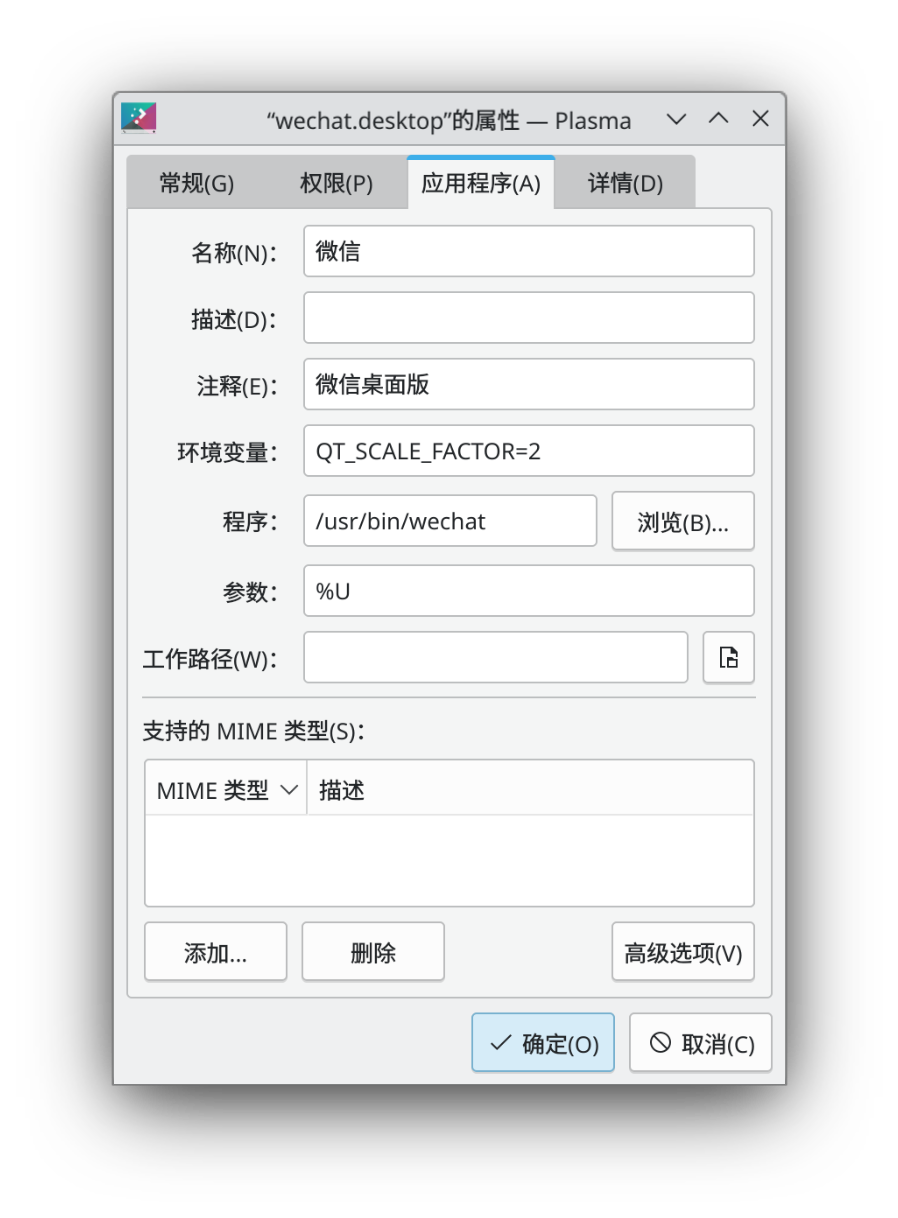 “wechat.desktop”的属性 — Plasma
常规(G) 权限(P) 应用程序(A) 详情(D)
名称(N)： 微信
描述(D)：
注释(E)： 微信桌面版
环境变量： QT_SCALE_FACTOR=2
程序： /usr/bin/wechat 浏览(B)...
参数： %U
工作路径(W)：
支持的 MIME 类型(S)：
MIME 类型 描述
添加... 删除 高级选项(V)
确定(O) 取消(C)